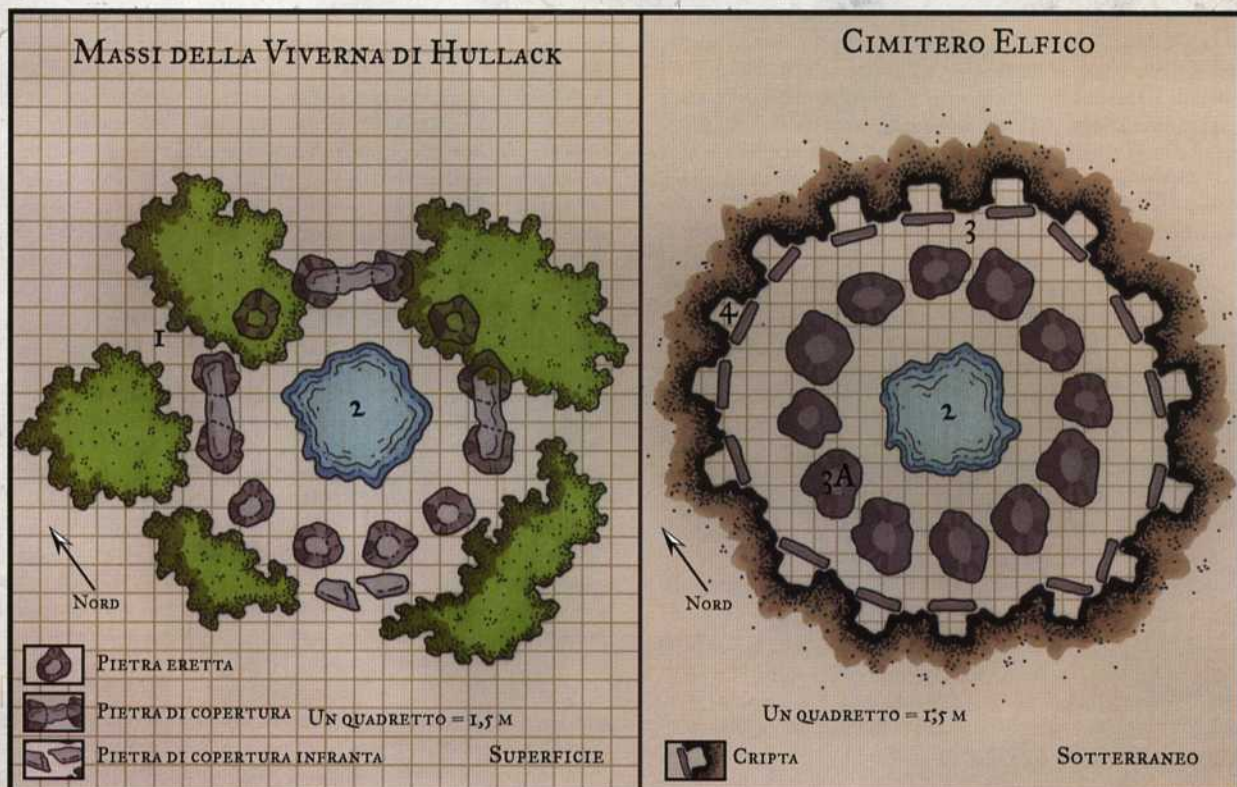 Massi della Viverna di Hullack
1
2
Nord
Pietra eretta
Pietra di copertura
Un quadretto = 1,5 m
Pietra di copertura infranta
Superficie
Cimitero Elfico
3
4
2
3A
Nord
Un quadretto = 1,5 m
Cripta
Sotterraneo